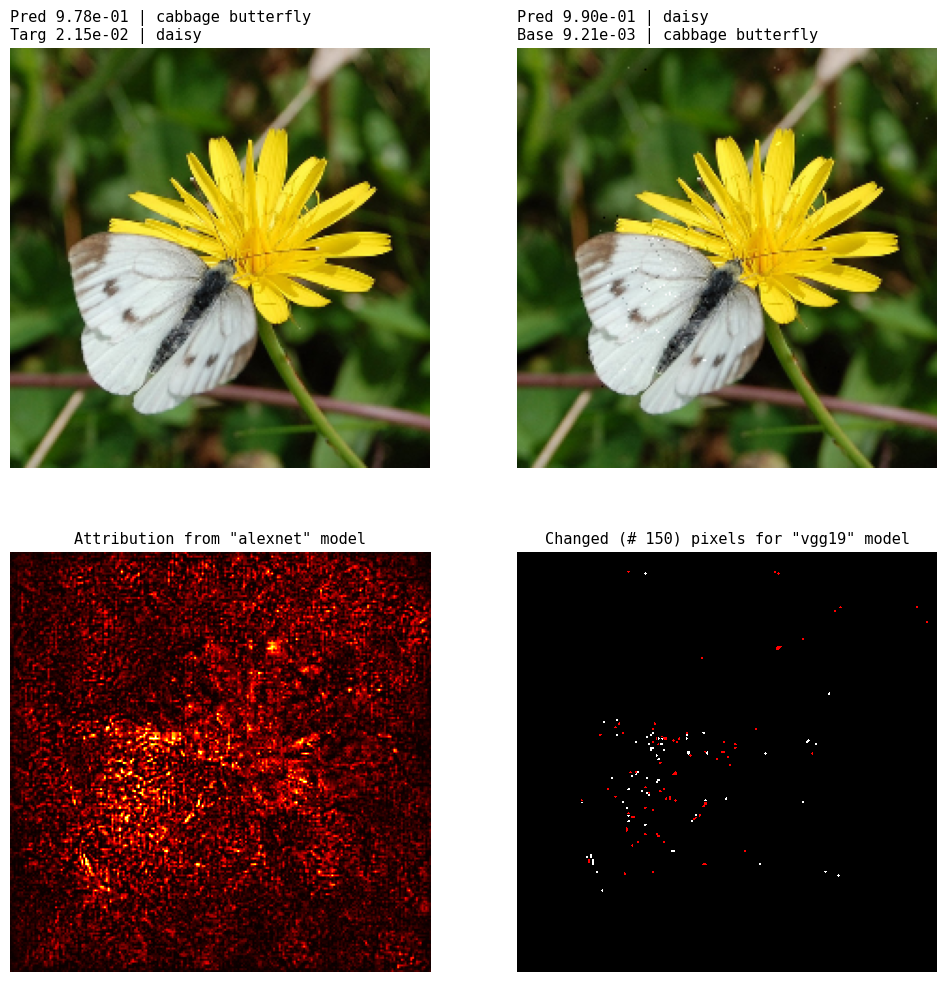 Pred 9.78e-01 | cabbage butterfly
Targ 2.15e-02 | daisy
Pred 9.90e-01 | daisy
Base 9.21e-03 | cabbage butterfly
Attribution from "alexnet" model
Changed (# 150) pixels for "vgg19" model